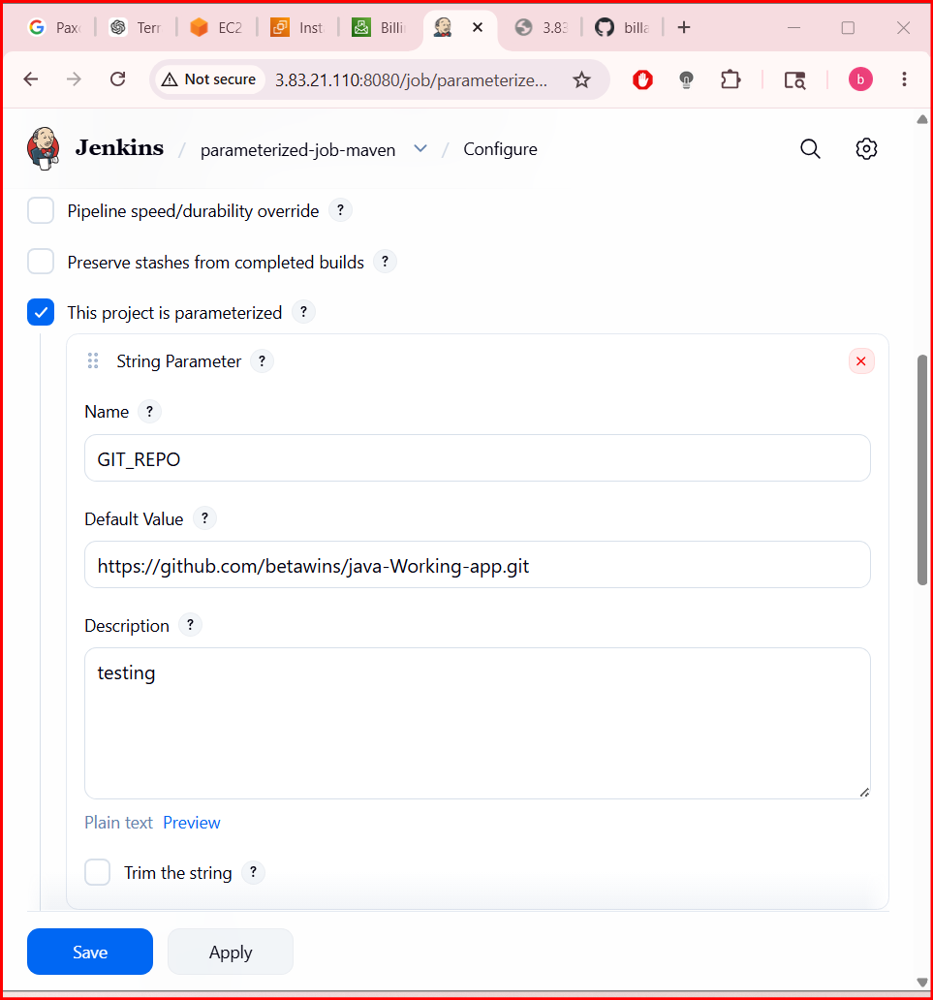 Pax
Terr
EC2
Inst
Billi
3.83
billa
Not secure
3.83.21.110:8080/job/parameterize...
b
Jenkins / parameterized-job-maven / Configure
Pipeline speed/durability override ?
Preserve stashes from completed builds ?
This project is parameterized ?
String Parameter ?
Name ?
GIT_REPO
Default Value ?
https://github.com/betawins/java-Working-app.git
Description ?
testing
Plain text Preview
Trim the string ?
Save Apply